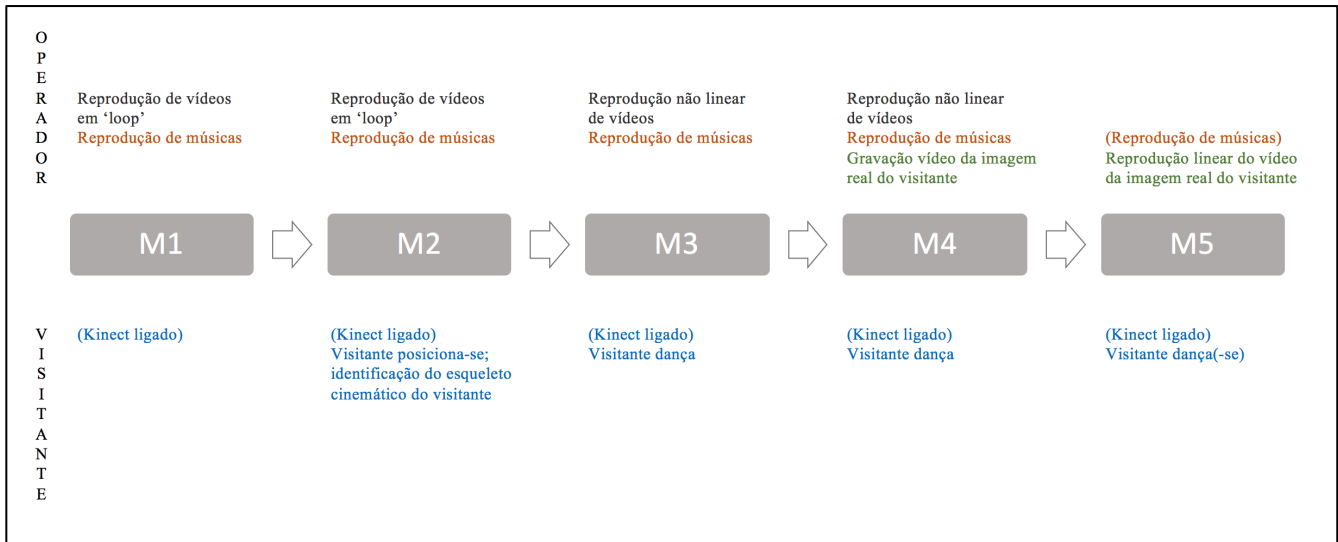 OPERADOR
Reprodução de vídeos
em ‘loop’
Reprodução de músicas
Reprodução de vídeos
em ‘loop’
Reprodução de músicas
Reprodução não linear
de vídeos
Reprodução de músicas
Reprodução não linear
de vídeos
Reprodução de músicas
Gravação vídeo da imagem
real do visitante
(Reprodução de músicas)
Reprodução linear do vídeo
da imagem real do visitante
M1
M2
M3
M4
M5
VISITANTE
(Kinect ligado)
(Kinect ligado)
Visitante posiciona-se;
identificação do esqueleto
cinemático do visitante
(Kinect ligado)
Visitante dança
(Kinect ligado)
Visitante dança
(Kinect ligado)
Visitante dança(-se)